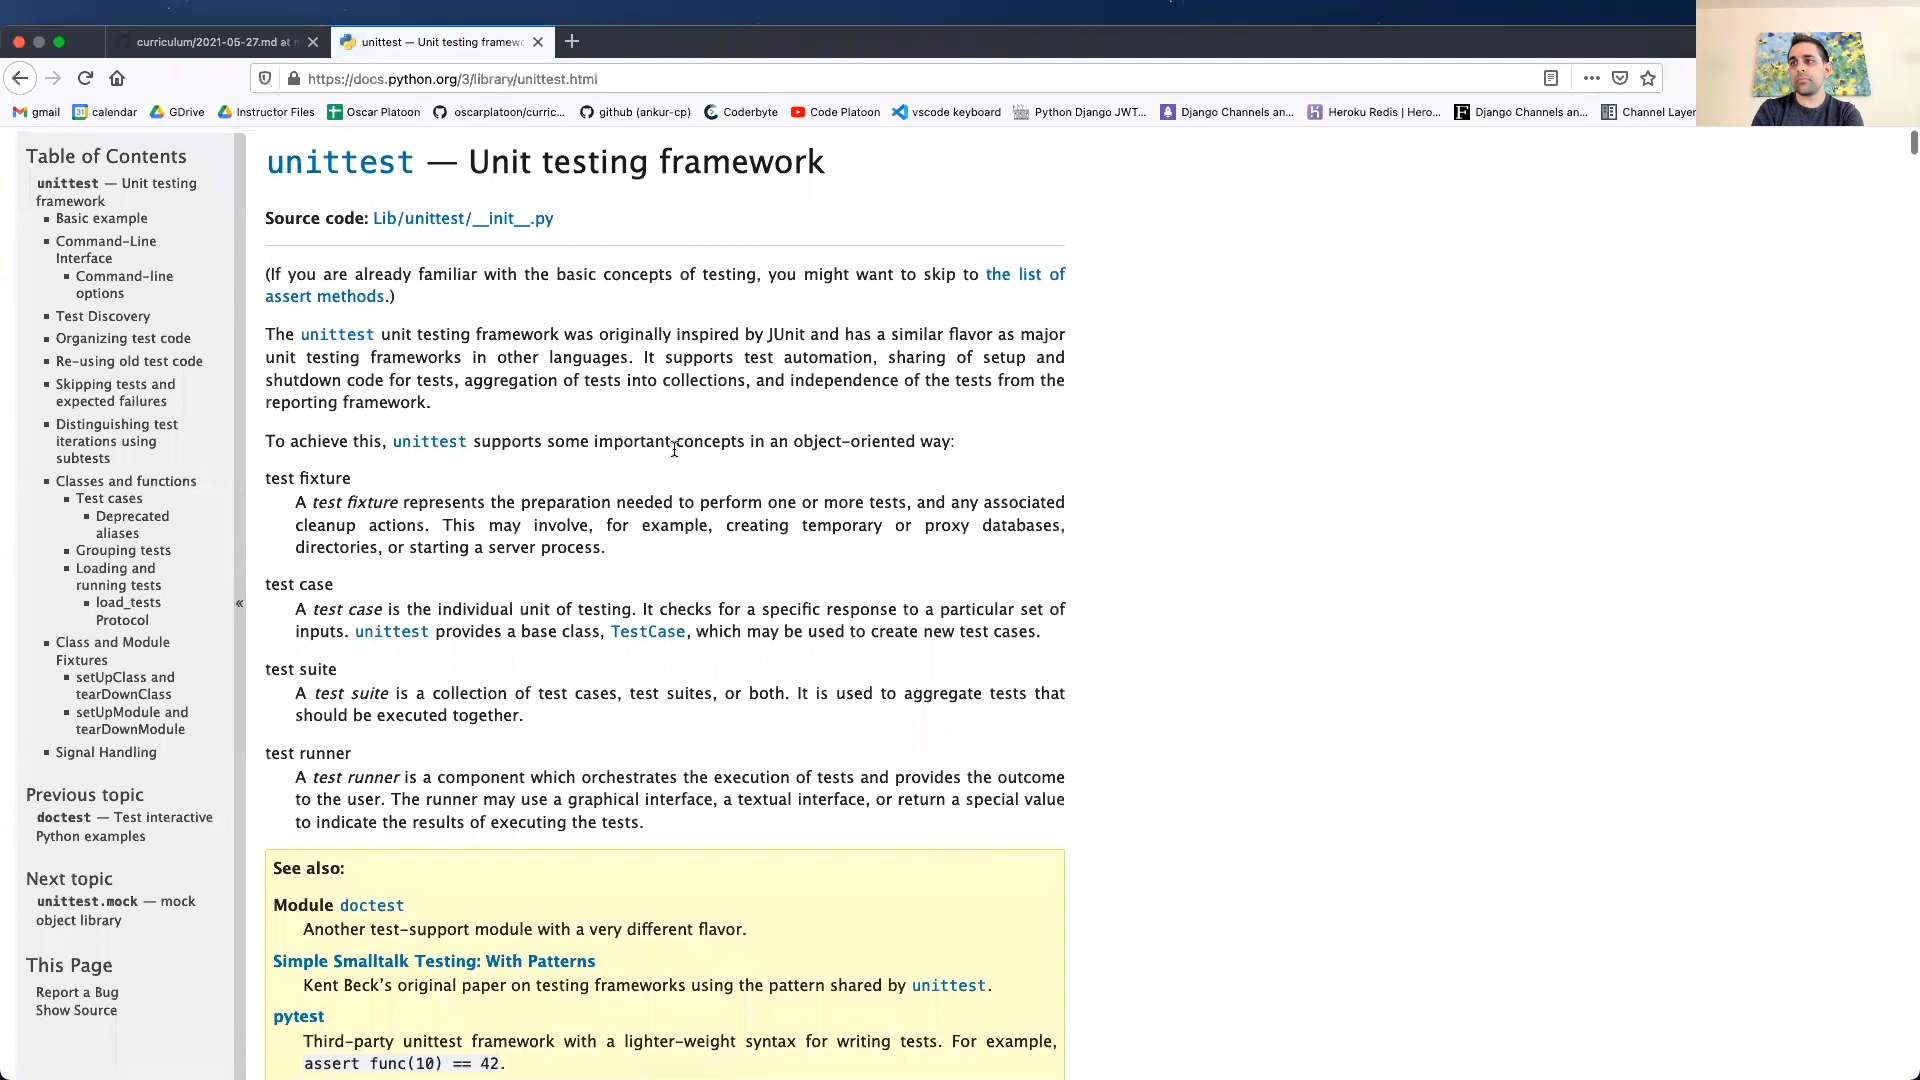 curriculum/2021-05-27.md at m
unittest — Unit testing framewo
https://docs.python.org/3/library/unittest.html
gmail
calendar
GDrive
Instructor Files
Oscar Platoon
oscarplatoon/curric...
github (ankur-cp)
Coderbyte
Code Platoon
vscode keyboard
Python Django JWT...
Django Channels an...
Heroku Redis | Hero...
Django Channels an...
Channel Layer
Table of Contents
unittest — Unit testing
framework
Basic example
Command-Line
Interface
Command-line
options
Test Discovery
Organizing test code
Re-using old test code
Skipping tests and
expected failures
Distinguishing test
iterations using
subtests
Classes and functions
Test cases
Deprecated
aliases
Grouping tests
Loading and
running tests
load_tests
Protocol
Class and Module
Fixtures
setUpClass and
tearDownClass
setUpModule and
tearDownModule
Signal Handling
Previous topic
doctest — Test interactive
Python examples
Next topic
unittest.mock — mock
object library
This Page
Report a Bug
Show Source
«
unittest — Unit testing framework
Source code: Lib/unittest/__init__.py
(If you are already familiar with the basic concepts of testing, you might want to skip to the list of
assert methods.)
The unittest unit testing framework was originally inspired by JUnit and has a similar flavor as major
unit testing frameworks in other languages. It supports test automation, sharing of setup and
shutdown code for tests, aggregation of tests into collections, and independence of the tests from the
reporting framework.
To achieve this, unittest supports some important concepts in an object-oriented way:
test fixture
A test fixture represents the preparation needed to perform one or more tests, and any associated
cleanup actions. This may involve, for example, creating temporary or proxy databases,
directories, or starting a server process.
test case
A test case is the individual unit of testing. It checks for a specific response to a particular set of
inputs. unittest provides a base class, TestCase, which may be used to create new test cases.
test suite
A test suite is a collection of test cases, test suites, or both. It is used to aggregate tests that
should be executed together.
test runner
A test runner is a component which orchestrates the execution of tests and provides the outcome
to the user. The runner may use a graphical interface, a textual interface, or return a special value
to indicate the results of executing the tests.
See also:
Module doctest
Another test-support module with a very different flavor.
Simple Smalltalk Testing: With Patterns
Kent Beck's original paper on testing frameworks using the pattern shared by unittest.
pytest
Third-party unittest framework with a lighter-weight syntax for writing tests. For example,
assert func(10) == 42.